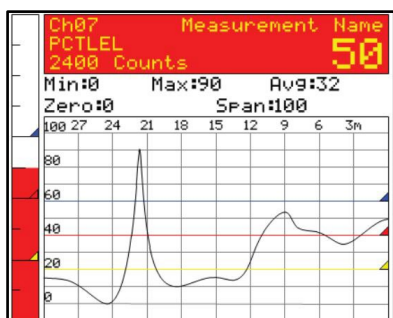 Ch07 Measurement Name
PCTLEL 50
2400 Counts
Min:0 Max:90 Avg:32
Zero:0 Span:100
100 27 24 21 18 15 12 9 6 3m
80
60
40
20
0